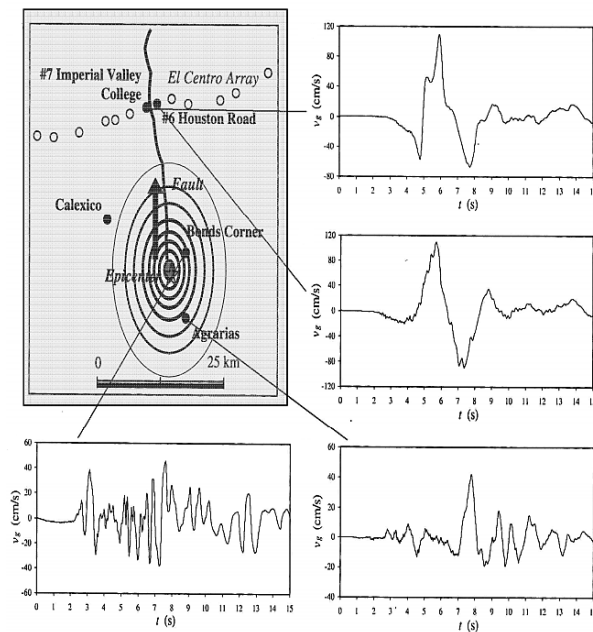 #7 Imperial Valley
College
El Centro Array
#6 Houston Road
Fault
Calexico
Bonds Corner
Epicenter
Agrarias
0 25 km
v_g (cm/s)
120
80
40
0
-40
-80
0 1 2 3 4 5 6 7 8 9 10 11 12 13 14 15
t (s)
v_g (cm/s)
120
80
40
0
-40
-80
-120
0 1 2 3 4 5 6 7 8 9 10 11 12 13 14 15
t (s)
v_g (cm/s)
60
40
20
0
-20
-40
-60
0 1 2 3 4 5 6 7 8 9 10 11 12 13 14 15
t (s)
v_g (cm/s)
60
40
20
0
-20
-40
0 1 2 3 4 5 6 7 8 9 10 11 12 13 14 15
t (s)